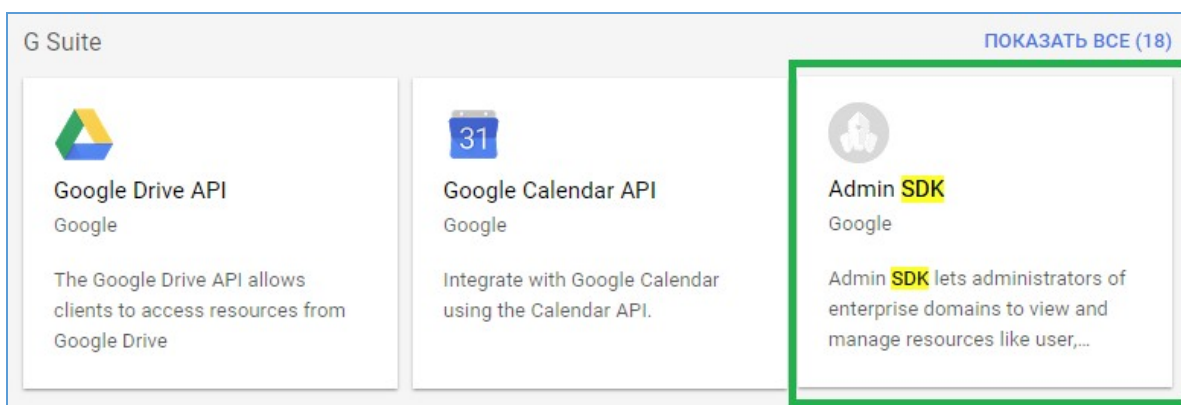 G Suite
ПОКАЗАТЬ ВСЕ (18)
31
Google Drive API
Google
The Google Drive API allows
clients to access resources from
Google Drive
Google Calendar API
Google
Integrate with Google Calendar
using the Calendar API.
Admin SDK
Google
Admin SDK lets administrators of
enterprise domains to view and
manage resources like user,...